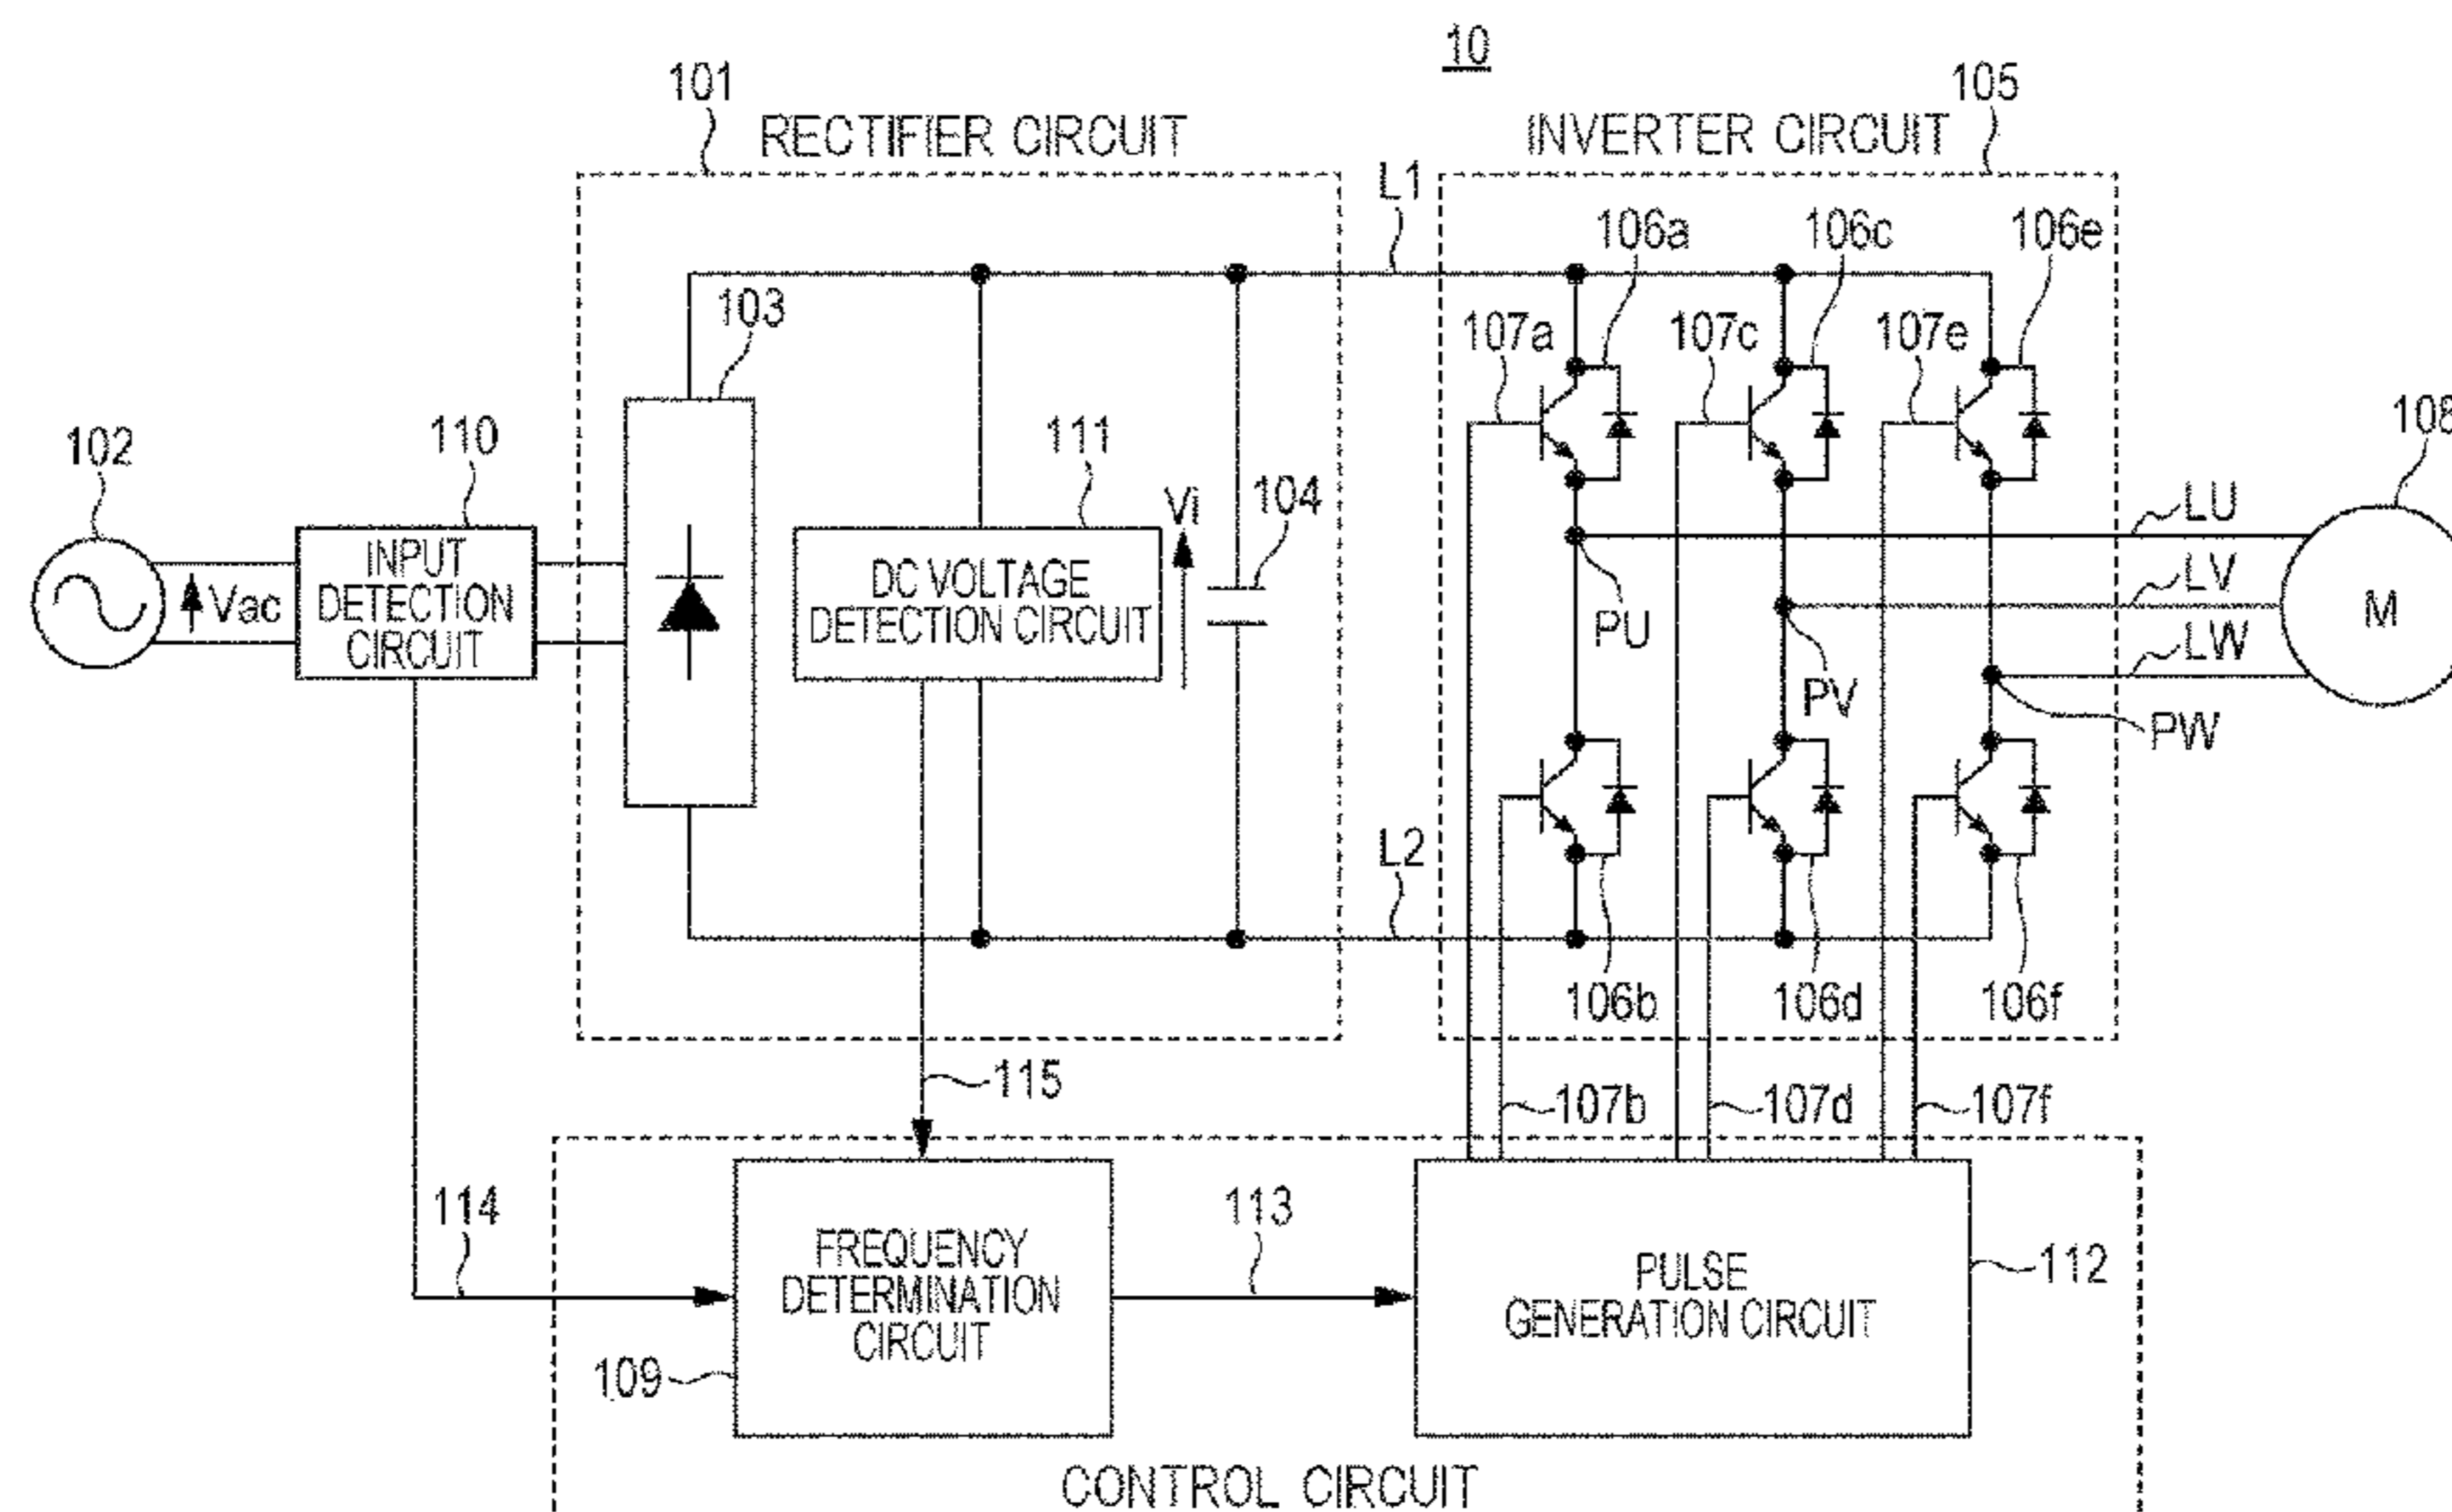 10
101
RECTIFIER CIRCUIT
INVERTER CIRCUIT
105
L1
106a
106c
106e
103
107a
107c
107e
102
110
111
Vi
104
108
LU
Vac
INPUT
DETECTION
CIRCUIT
DC VOLTAGE
DETECTION CIRCUIT
LV
M
PU
LW
PV
PW
L2
106b
106d
106f
115
107b
107d
107f
114
113
FREQUENCY
DETERMINATION
CIRCUIT
PULSE
GENERATION CIRCUIT
112
109
CONTROL CIRCUIT